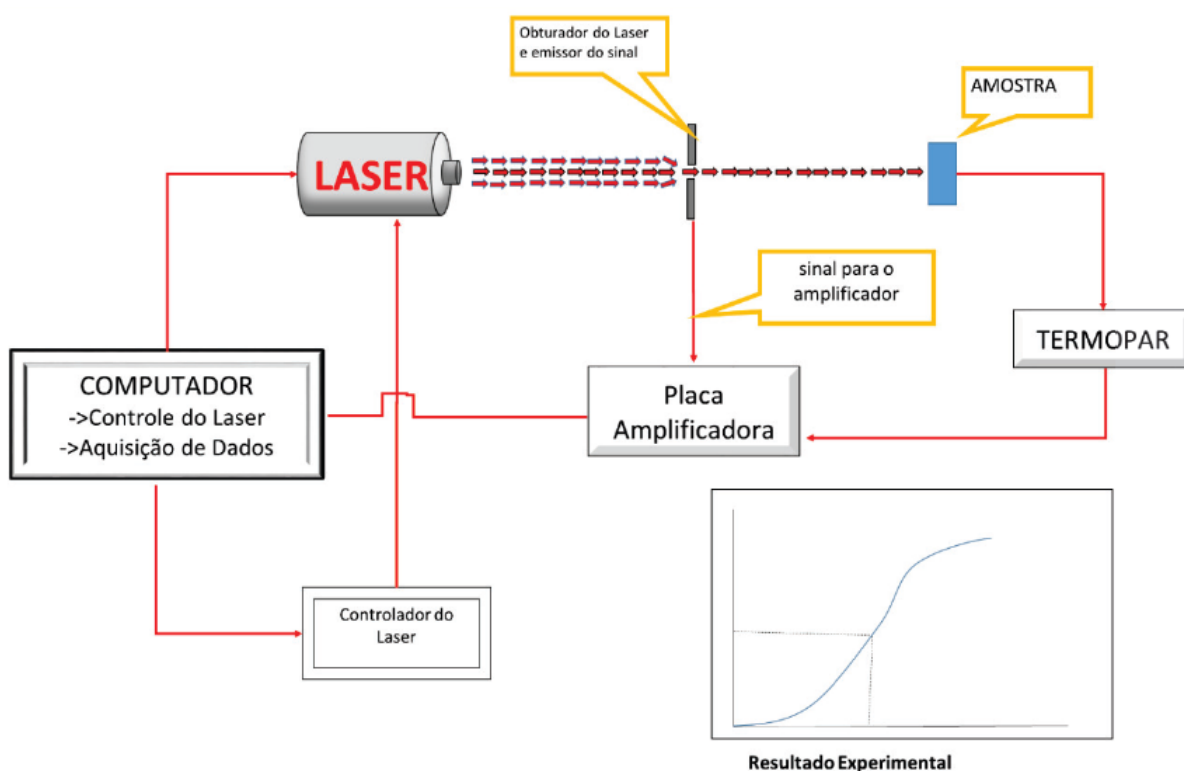 Obturador do Laser
e emissor do sinal
AMOSTRA
LASER
sinal para o
amplificador
TERMOPAR
COMPUTADOR
->Controle do Laser
->Aquisição de Dados
Placa
Amplificadora
Controlador do
Laser
Resultado Experimental